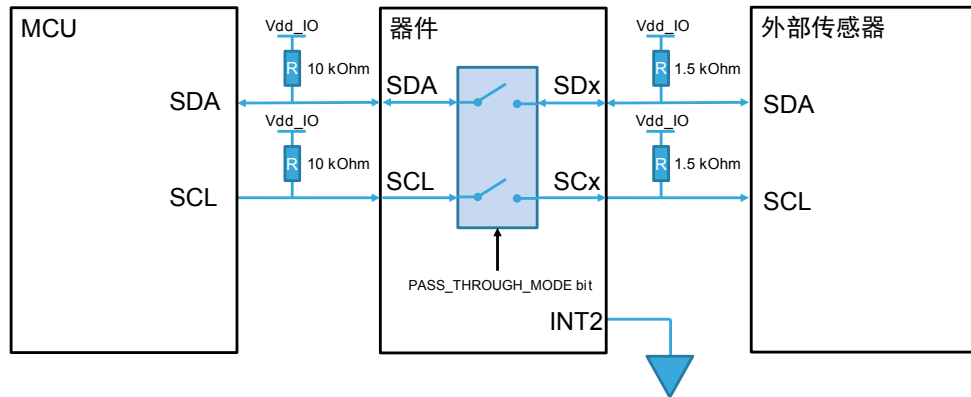 MCU
器件
外部传感器
Vdd_IO
Vdd_IO
R 10 kOhm
R 1.5 kOhm
SDA
SDA
SDx
SDA
Vdd_IO
Vdd_IO
R 10 kOhm
R 1.5 kOhm
SCL
SCL
SCx
SCL
PASS_THROUGH_MODE bit
INT2